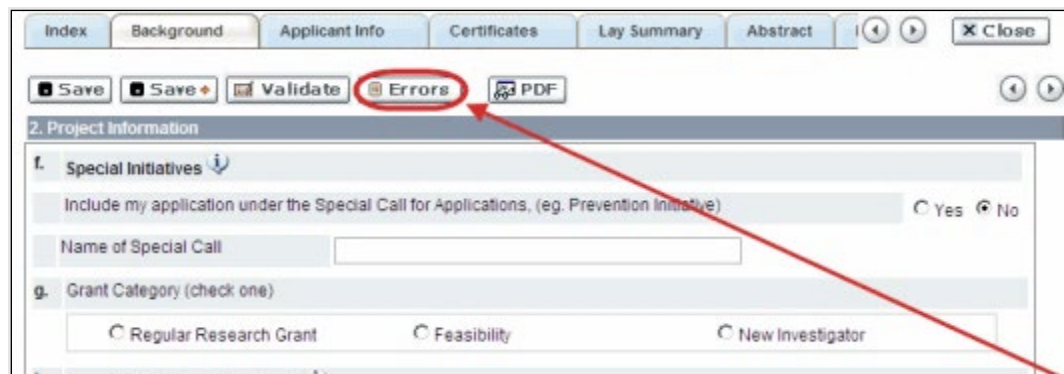 Index Background Applicant Info Certificates Lay Summary Abstract Close
Save Save Validate Errors PDF
2. Project Information
f. Special Initiatives
Include my application under the Special Call for Applications, (eg. Prevention Initiative) Yes No
Name of Special Call
g. Grant Category (check one)
Regular Research Grant Feasibility New Investigator